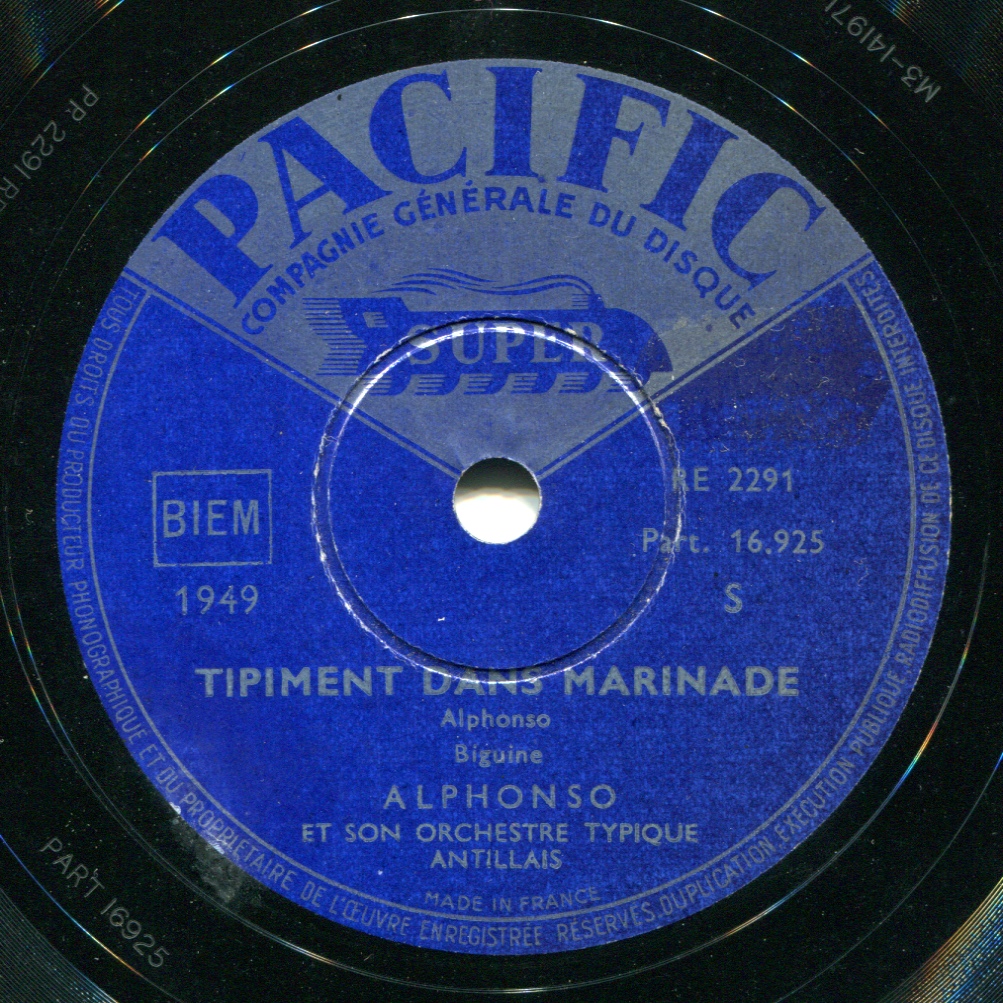 PACIFIC
COMPAGNIE GÉNÉRALE DU DISQUE
SUPER
BIEM
1949
RE 2291
Part. 16.925
S
TIPIMENT DANS MARINADE
Alphonso
Biguine
ALPHONSO
ET SON ORCHESTRE TYPIQUE
ANTILLAIS
MADE IN FRANCE
TOUS DROITS DU PRODUCTEUR PHONOGRAPHIQUE ET DU PROPRIÉTAIRE DE L'ŒUVRE ENREGISTRÉE RÉSERVÉS. DUPLICATION, EXÉCUTION PUBLIQUE, RADIODIFFUSION DE CE DISQUE INTERDITES
PR 2291
M3-141971
PART 16925